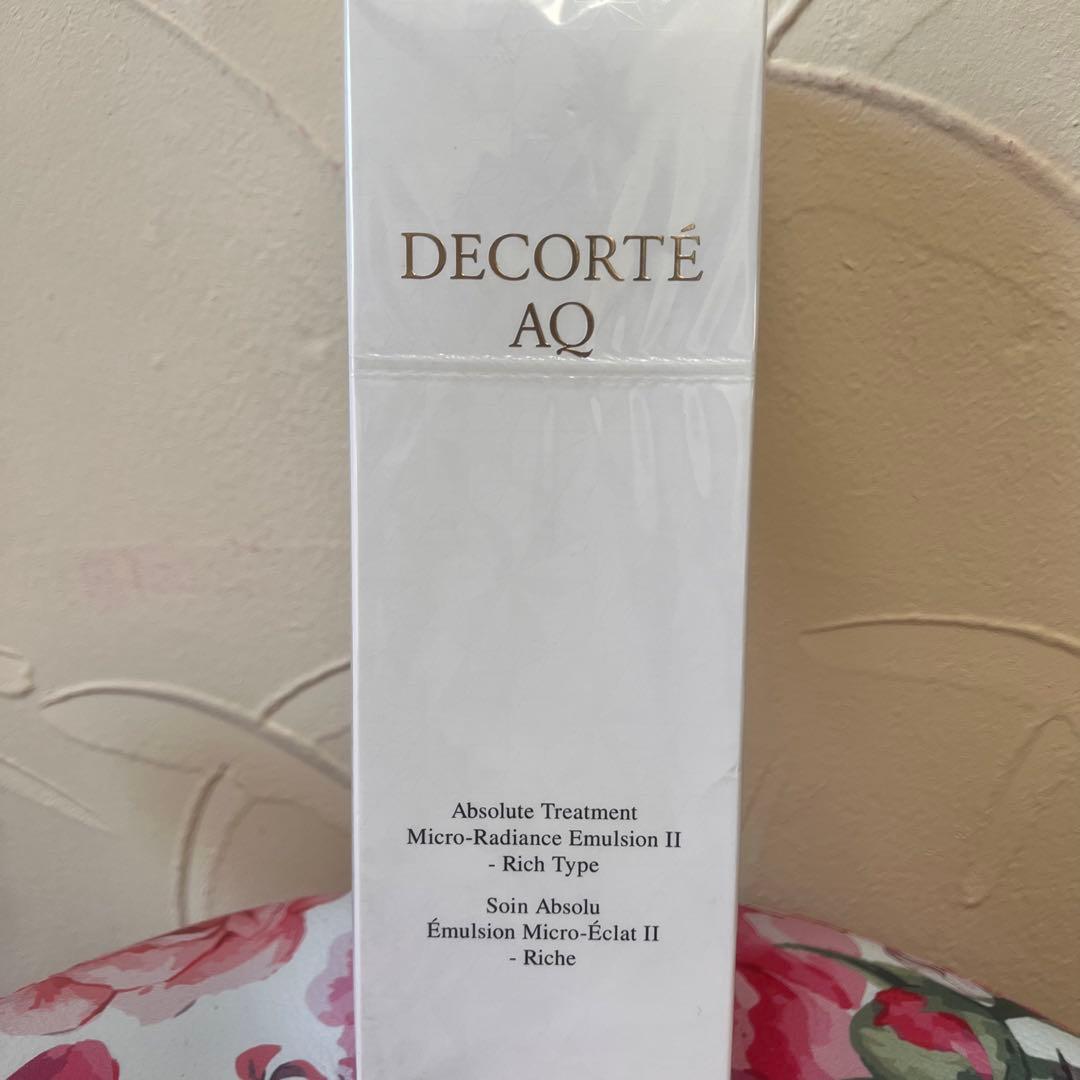 DECORTÉ
AQ
Absolute Treatment
Micro-Radiance Emulsion II
- Rich Type
Soin Absolu
Émulsion Micro-Éclat II
- Riche